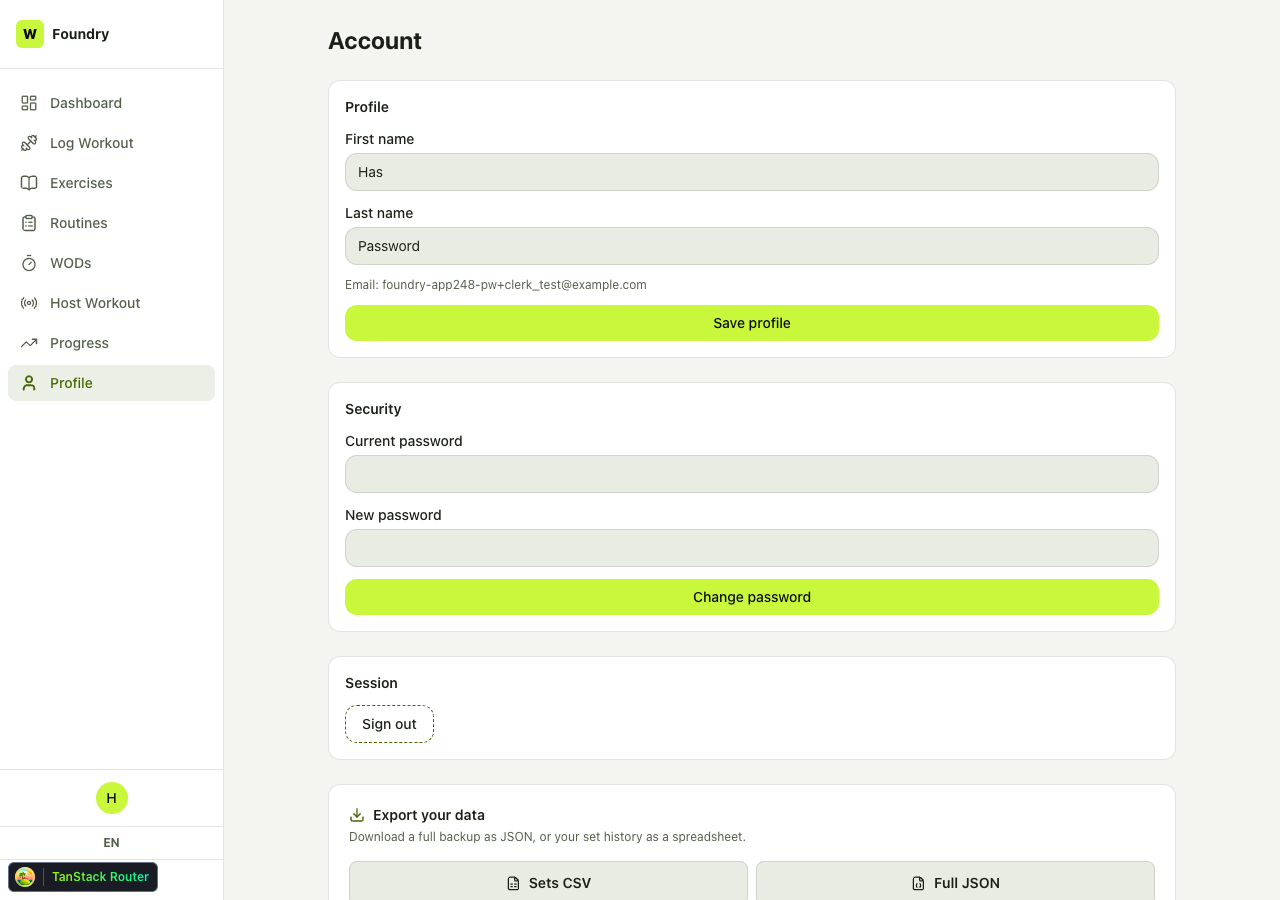 W Foundry
Dashboard
Log Workout
Exercises
Routines
WODs
Host Workout
Progress
Profile
H
EN
TanStack Router
Account
Profile
First name
Has
Last name
Password
Email: foundry-app248-pw+clerk_test@example.com
Save profile
Security
Current password
New password
Change password
Session
Sign out
Export your data
Download a full backup as JSON, or your set history as a spreadsheet.
Sets CSV
Full JSON